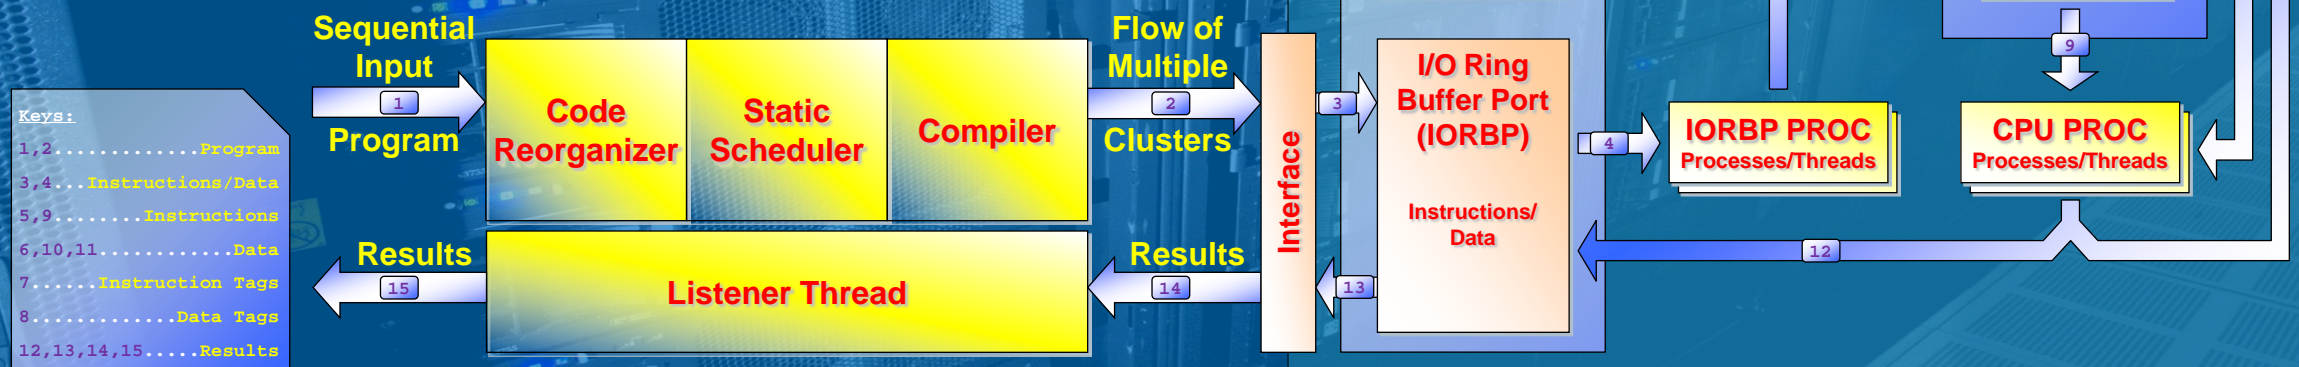 Keys:
1,2.............Program
3,4...Instructions/Data
5,9........Instructions
6,10,11............Data
7......Instruction Tags
8.............Data Tags
12,13,14,15.....Results
Sequential
Input
1
Program
Code
Reorganizer
Static
Scheduler
Compiler
Flow of
Multiple
2
Clusters
Interface
3
I/O Ring
Buffer Port
(IORBP)
Instructions/
Data
4
IORBP PROC
Processes/Threads
9
CPU PROC
Processes/Threads
12
13
Results
14
Listener Thread
Results
15